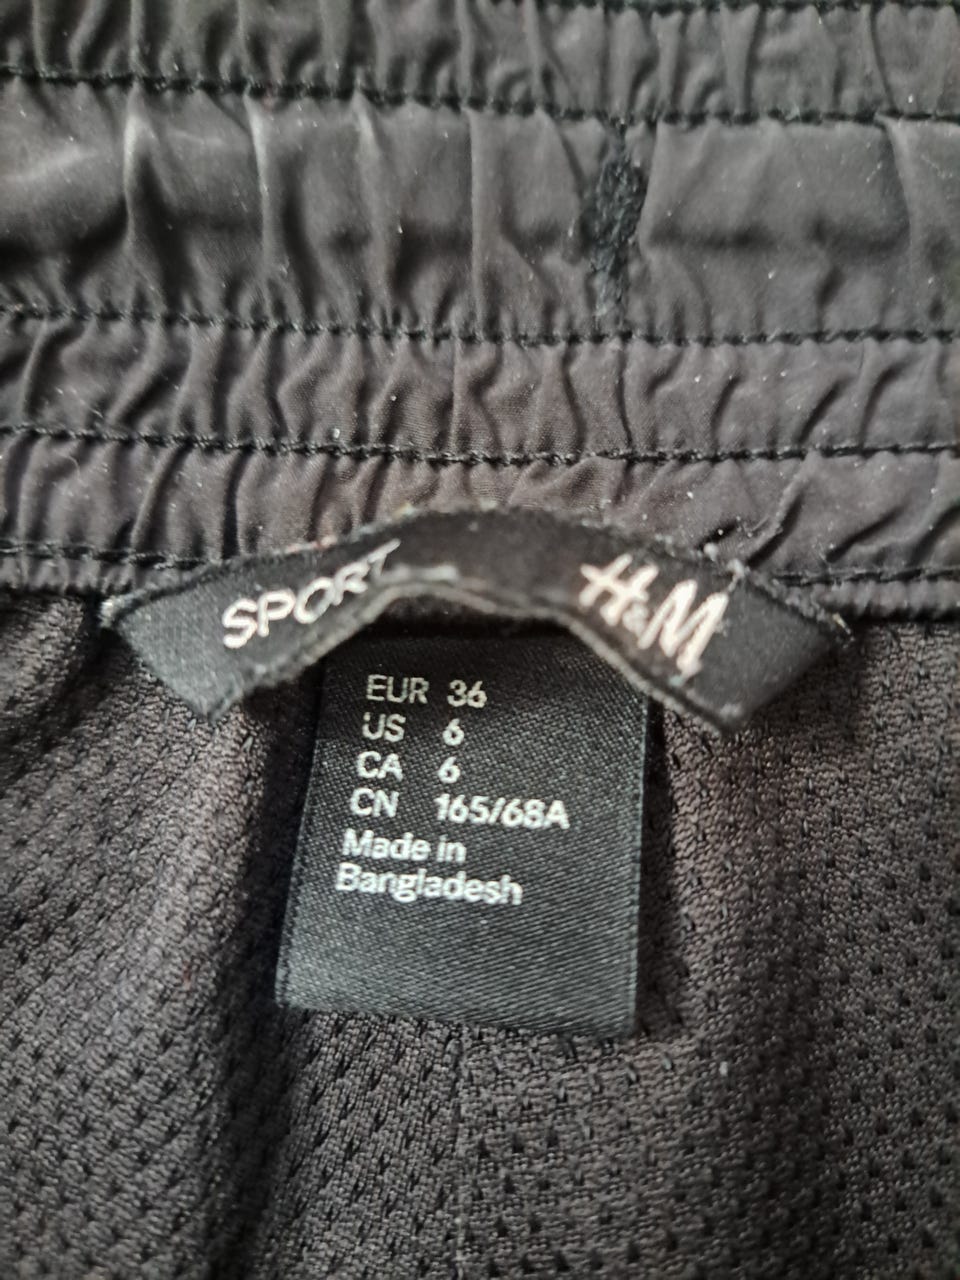 SPORT H&M
EUR 36
US 6
CA 6
CN 165/68A
Made in
Bangladesh